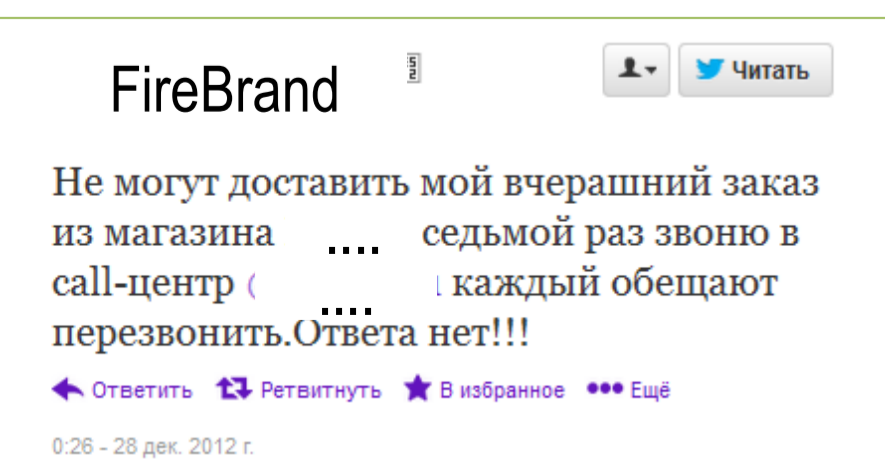 FireBrand
Читать
Не могут доставить мой вчерашний заказ
из магазина .... седьмой раз звоню в
call-центр ( .... каждый обещают
перезвонить.Ответа нет!!!
Ответить Ретвитнуть В избранное Ещё
0:26 - 28 дек. 2012 г.